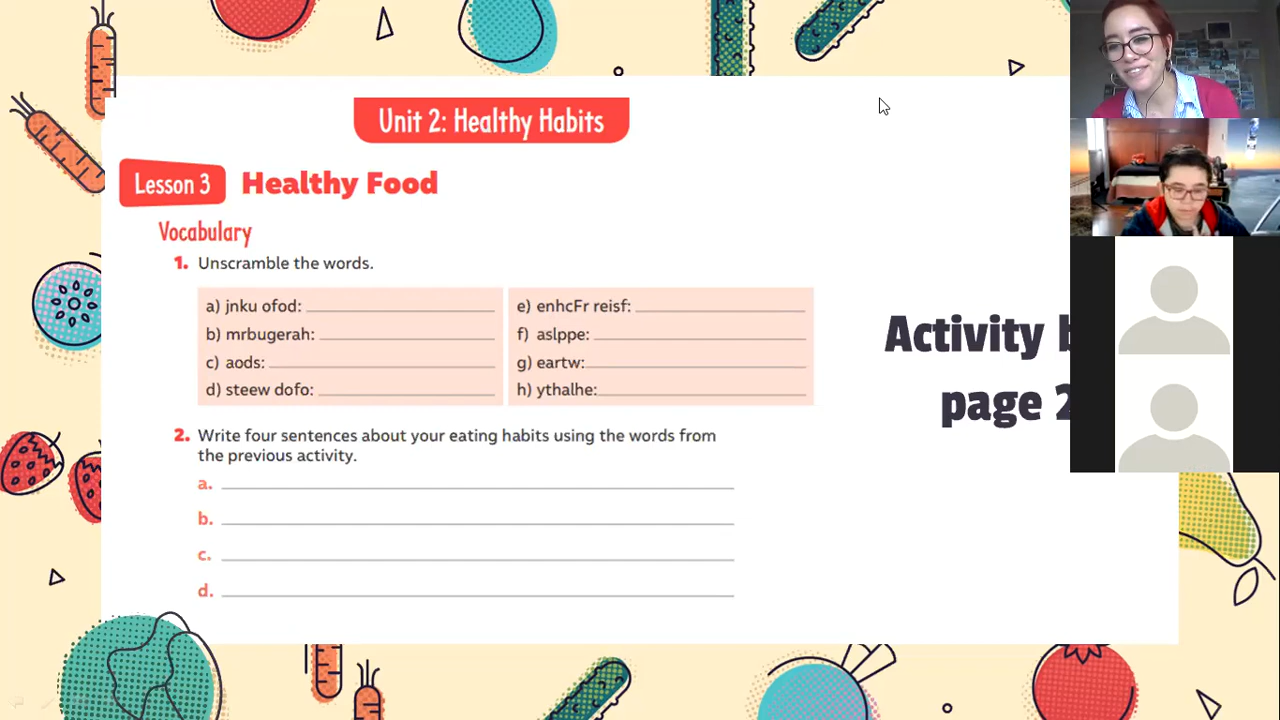 Unit 2: Healthy Habits
Lesson 3 Healthy Food
Vocabulary
1. Unscramble the words.
a) jnku ofod:
b) mrbugerah:
c) aods:
d) steew dofo:
e) enhcFr reisf:
f) aslppe:
g) eartw:
h) ythalhe:
2. Write four sentences about your eating habits using the words from
the previous activity.
a.
b.
c.
d.
Activity
page